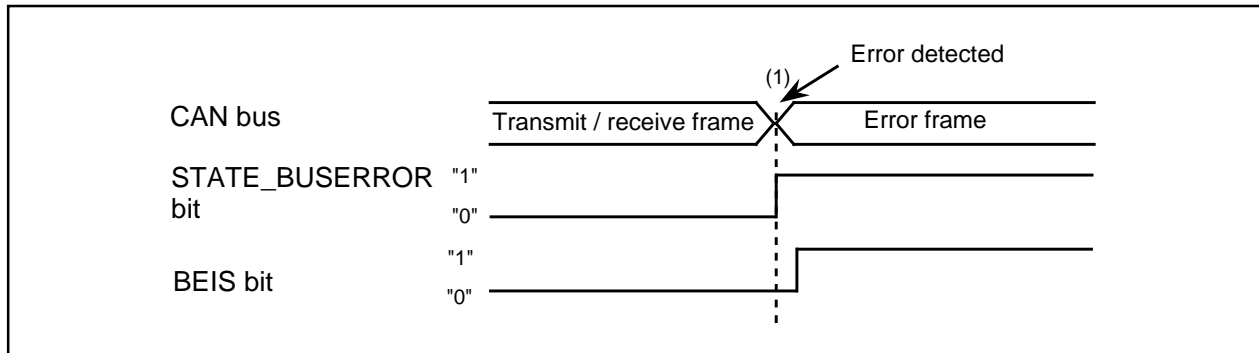 Error detected
(1)
CAN bus
Transmit / receive frame
Error frame
STATE_BUSERROR
bit
"1"
"0"
BEIS bit
"1"
"0"